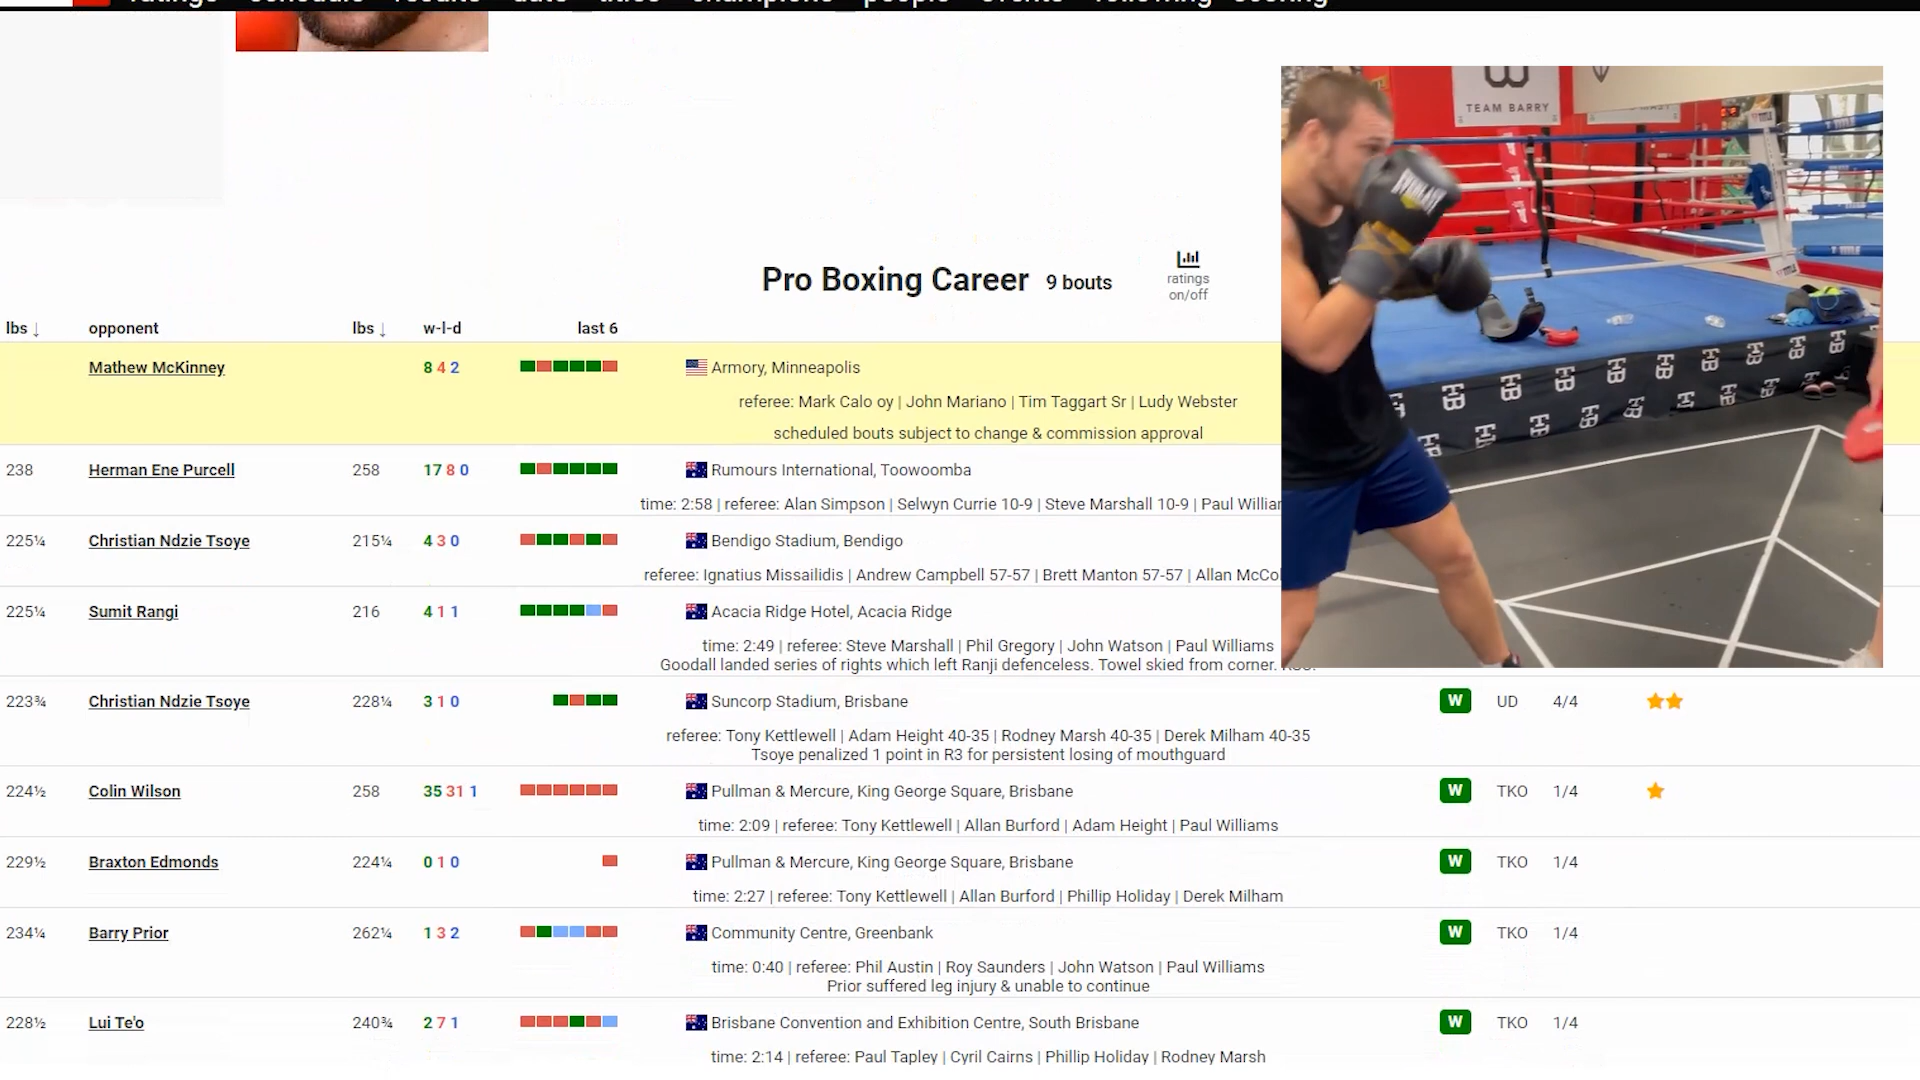 ratings schedule results date titles champions people events following scoring
TEAM BARRY
Pro Boxing Career 9 bouts
ratings
on/off
lbs ↓ opponent lbs ↓ w-l-d last 6
Mathew McKinney 8 4 2 Armory, Minneapolis
referee: Mark Calo oy | John Mariano | Tim Taggart Sr | Ludy Webster
scheduled bouts subject to change & commission approval
238 Herman Ene Purcell 258 17 8 0 Rumours International, Toowoomba
time: 2:58 | referee: Alan Simpson | Selwyn Currie 10-9 | Steve Marshall 10-9 | Paul
225¼ Christian Ndzie Tsoye 215¼ 4 3 0 Bendigo Stadium, Bendigo
referee: Ignatius Missailidis | Andrew Campbell 57-57 | Brett Manton 57-57 | Allan
225¼ Sumit Rangi 216 4 1 1 Acacia Ridge Hotel, Acacia Ridge
time: 2:49 | referee: Steve Marshall | Phil Gregory | John Watson | Paul Williams
Goodall landed series of rights which left Ranji defenceless. Towel skied from corner.
223¾ Christian Ndzie Tsoye 228¼ 3 1 0 Suncorp Stadium, Brisbane W UD 4/4
referee: Tony Kettlewell | Adam Height 40-35 | Rodney Marsh 40-35 | Derek Milham 40-35
Tsoye penalized 1 point in R3 for persistent losing of mouthguard
224½ Colin Wilson 258 35 31 1 Pullman & Mercure, King George Square, Brisbane W TKO 1/4
time: 2:09 | referee: Tony Kettlewell | Allan Burford | Adam Height | Paul Williams
229½ Braxton Edmonds 224¼ 0 1 0 Pullman & Mercure, King George Square, Brisbane W TKO 1/4
time: 2:27 | referee: Tony Kettlewell | Allan Burford | Phillip Holiday | Derek Milham
234¼ Barry Prior 262¼ 1 3 2 Community Centre, Greenbank W TKO 1/4
time: 0:40 | referee: Phil Austin | Roy Saunders | John Watson | Paul Williams
Prior suffered leg injury & unable to continue
228½ Lui Te'o 240¾ 2 7 1 Brisbane Convention and Exhibition Centre, South Brisbane W TKO 1/4
time: 2:14 | referee: Paul Tapley | Cyril Cairns | Phillip Holiday | Rodney Marsh